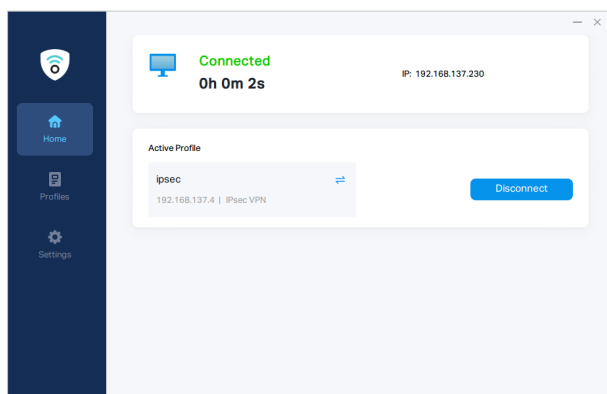 Connected
0h 0m 2s
IP: 192.168.137.230
Home
Active Profile
ipsec
192.168.137.4 | IPsec VPN
Disconnect
Profiles
Settings